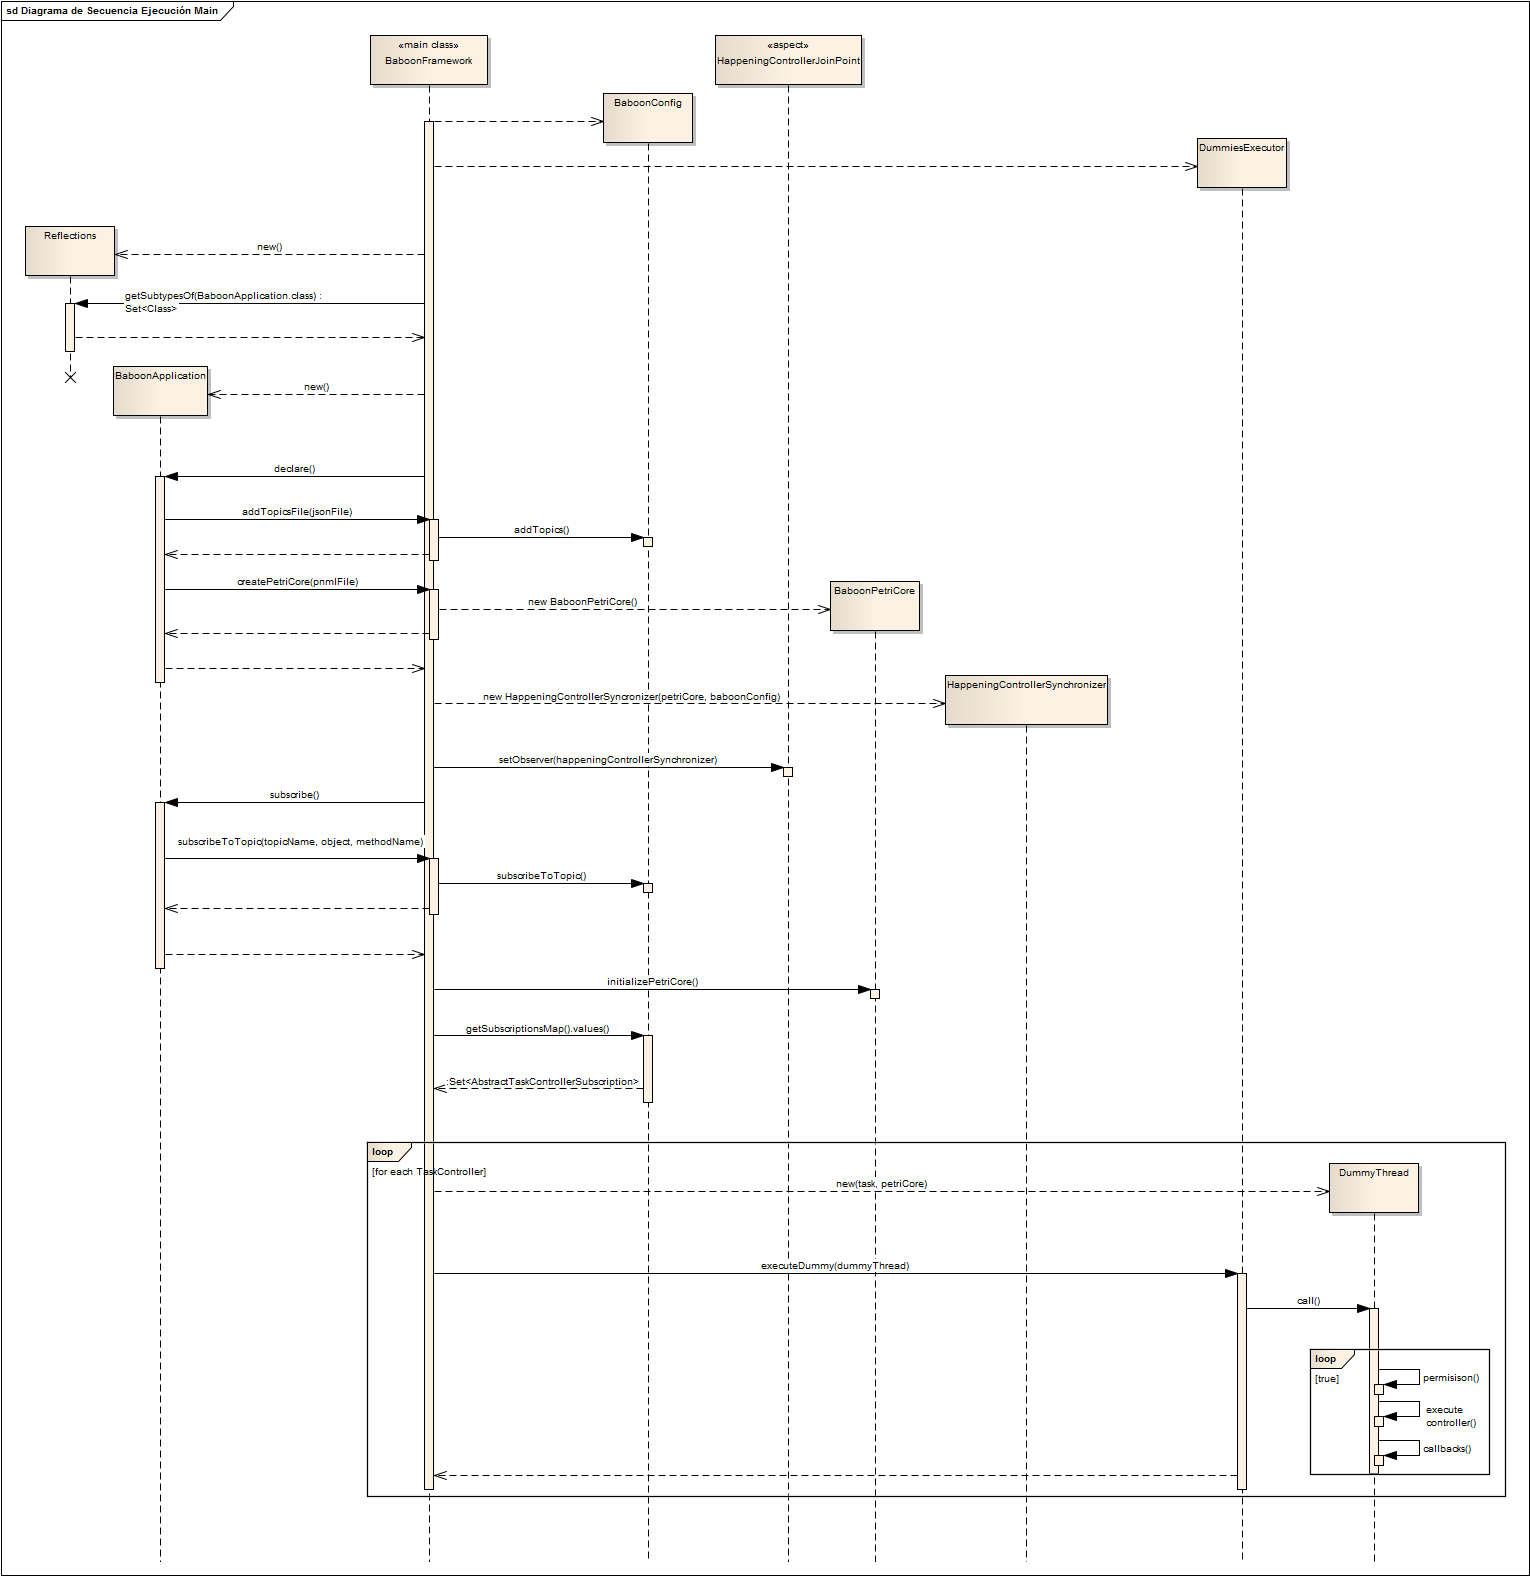 sd Diagrama de Secuencia Ejecución Main
«main class»
BaboonFramework
«aspect»
HappeningControllerJoinPoint
BaboonConfig
DummiesExecutor
Reflections
new()
getSubtypesOf(BaboonApplication.class) :
Set<Class>
BaboonApplication
new()
declare()
addTopicsFile(jsonFile)
addTopics()
createPetriCore(pnmlFile)
BaboonPetriCore
new BaboonPetriCore()
HappeningControllerSynchronizer
new HappeningControllerSyncronizer(petriCore, baboonConfig)
setObserver(happeningControllerSynchronizer)
subscribe()
subscribeToTopic(topicName, object, methodName)
subscribeToTopic()
initializePetriCore()
getSubscriptionsMap().values()
:Set<AbstractTaskControllerSubscription>
loop
[for each TaskController]
DummyThread
new(task, petriCore)
executeDummy(dummyThread)
call()
loop
[true]
permisison()
execute
controller()
callbacks()